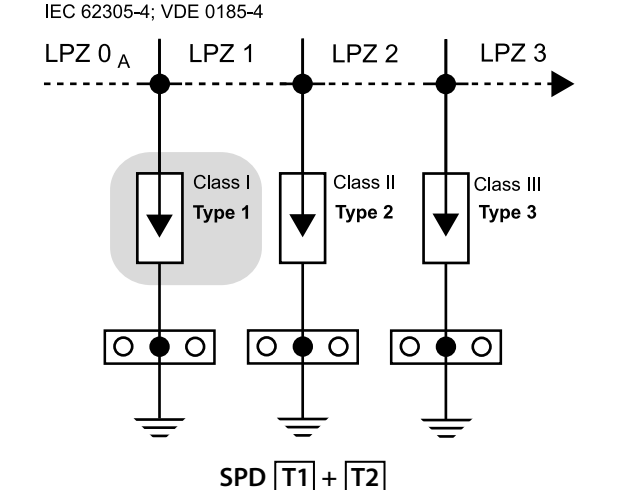 IEC 62305-4; VDE 0185-4
LPZ 0 A LPZ 1 LPZ 2 LPZ 3
Class I Class II Class III
Type 1 Type 2 Type 3
SPD T1 + T2